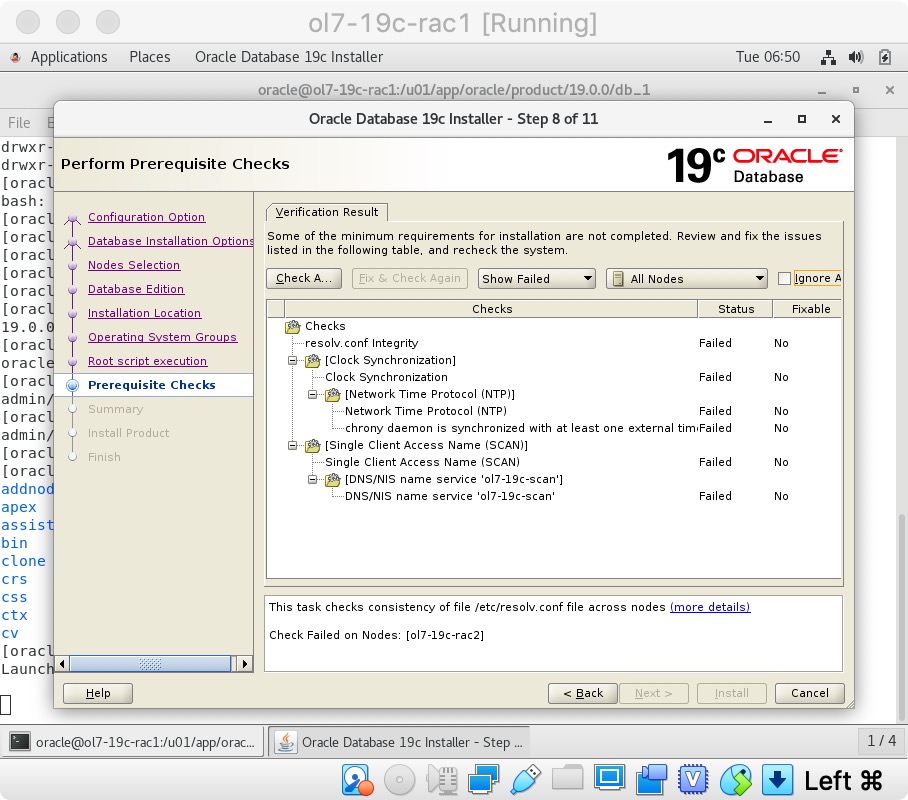 ol7-19c-rac1 [Running]
Applications Places Oracle Database 19c Installer Tue 06:50
oracle@ol7-19c-rac1:/u01/app/oracle/product/19.0.0/db_1
File E
Oracle Database 19c Installer - Step 8 of 11
drwxr-
drwxr-
[oracl
bash:
[oracl
[oracl
[oracl
[oracl
[oracl
[oracl
19.0.0
[oracl
oracle
[oracl
admin/
[oracl
admin/
[oracl
[oracl
addnod
apex
assist
bin
clone
crs
css
ctx
cv
[oracl
Launch
Perform Prerequisite Checks
19c ORACLE
Database
Configuration Option
Database Installation Options
Nodes Selection
Database Edition
Installation Location
Operating System Groups
Root script execution
Prerequisite Checks
Summary
Install Product
Finish
Verification Result
Some of the minimum requirements for installation are not completed. Review and fix the issues
listed in the following table, and recheck the system.
Check A... Fix & Check Again Show Failed All Nodes Ignore A
Checks Status Fixable
Checks
resolv.conf Integrity Failed No
[Clock Synchronization]
Clock Synchronization Failed No
[Network Time Protocol (NTP)]
Network Time Protocol (NTP) Failed No
chrony daemon is synchronized with at least one external tim Failed No
[Single Client Access Name (SCAN)]
Single Client Access Name (SCAN) Failed No
[DNS/NIS name service 'ol7-19c-scan']
DNS/NIS name service 'ol7-19c-scan' Failed No
This task checks consistency of file /etc/resolv.conf file across nodes (more details)
Check Failed on Nodes: [ol7-19c-rac2]
Help < Back Next > Install Cancel
oracle@ol7-19c-rac1:/u01/app/orac... Oracle Database 19c Installer - Step ... 1 / 4
Left ⌘